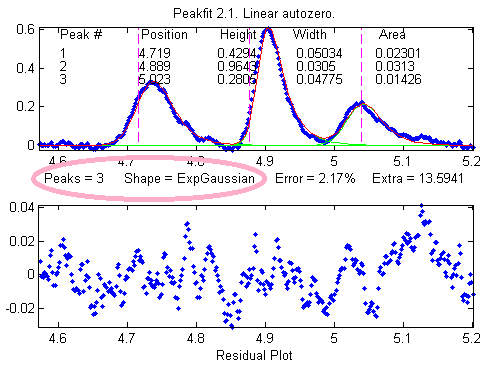 Peakfit 2.1. Linear autozero.
Peak # Position Height Width Area
1 4.719 0.4294 0.05034 0.02301
2 4.889 0.9643 0.0305 0.0313
3 5.023 0.2805 0.04775 0.01426
0.6
0.4
0.2
0
4.6 4.7 4.8 4.9 5 5.1 5.2
Peaks = 3 Shape = ExpGaussian Error = 2.17% Extra = 13.5941
0.04
0.02
0
-0.02
4.6 4.7 4.8 4.9 5 5.1 5.2
Residual Plot